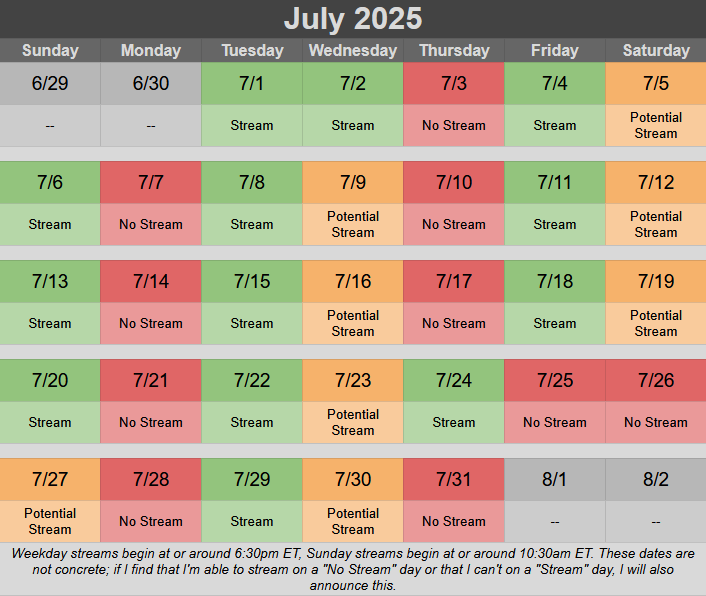 July 2025
Sunday Monday Tuesday Wednesday Thursday Friday Saturday
6/29 6/30 7/1 7/2 7/3 7/4 7/5
-- -- Stream Stream No Stream Stream Potential Stream
7/6 7/7 7/8 7/9 7/10 7/11 7/12
Stream No Stream Stream Potential Stream No Stream Stream Potential Stream
7/13 7/14 7/15 7/16 7/17 7/18 7/19
Stream No Stream Stream Potential Stream No Stream Stream Potential Stream
7/20 7/21 7/22 7/23 7/24 7/25 7/26
Stream No Stream Stream Potential Stream Stream No Stream No Stream
7/27 7/28 7/29 7/30 7/31 8/1 8/2
Potential Stream No Stream Stream Potential Stream No Stream -- --
Weekday streams begin at or around 6:30pm ET, Sunday streams begin at or around 10:30am ET. These dates are
not concrete; if I find that I'm able to stream on a "No Stream" day or that I can't on a "Stream" day, I will also
announce this.